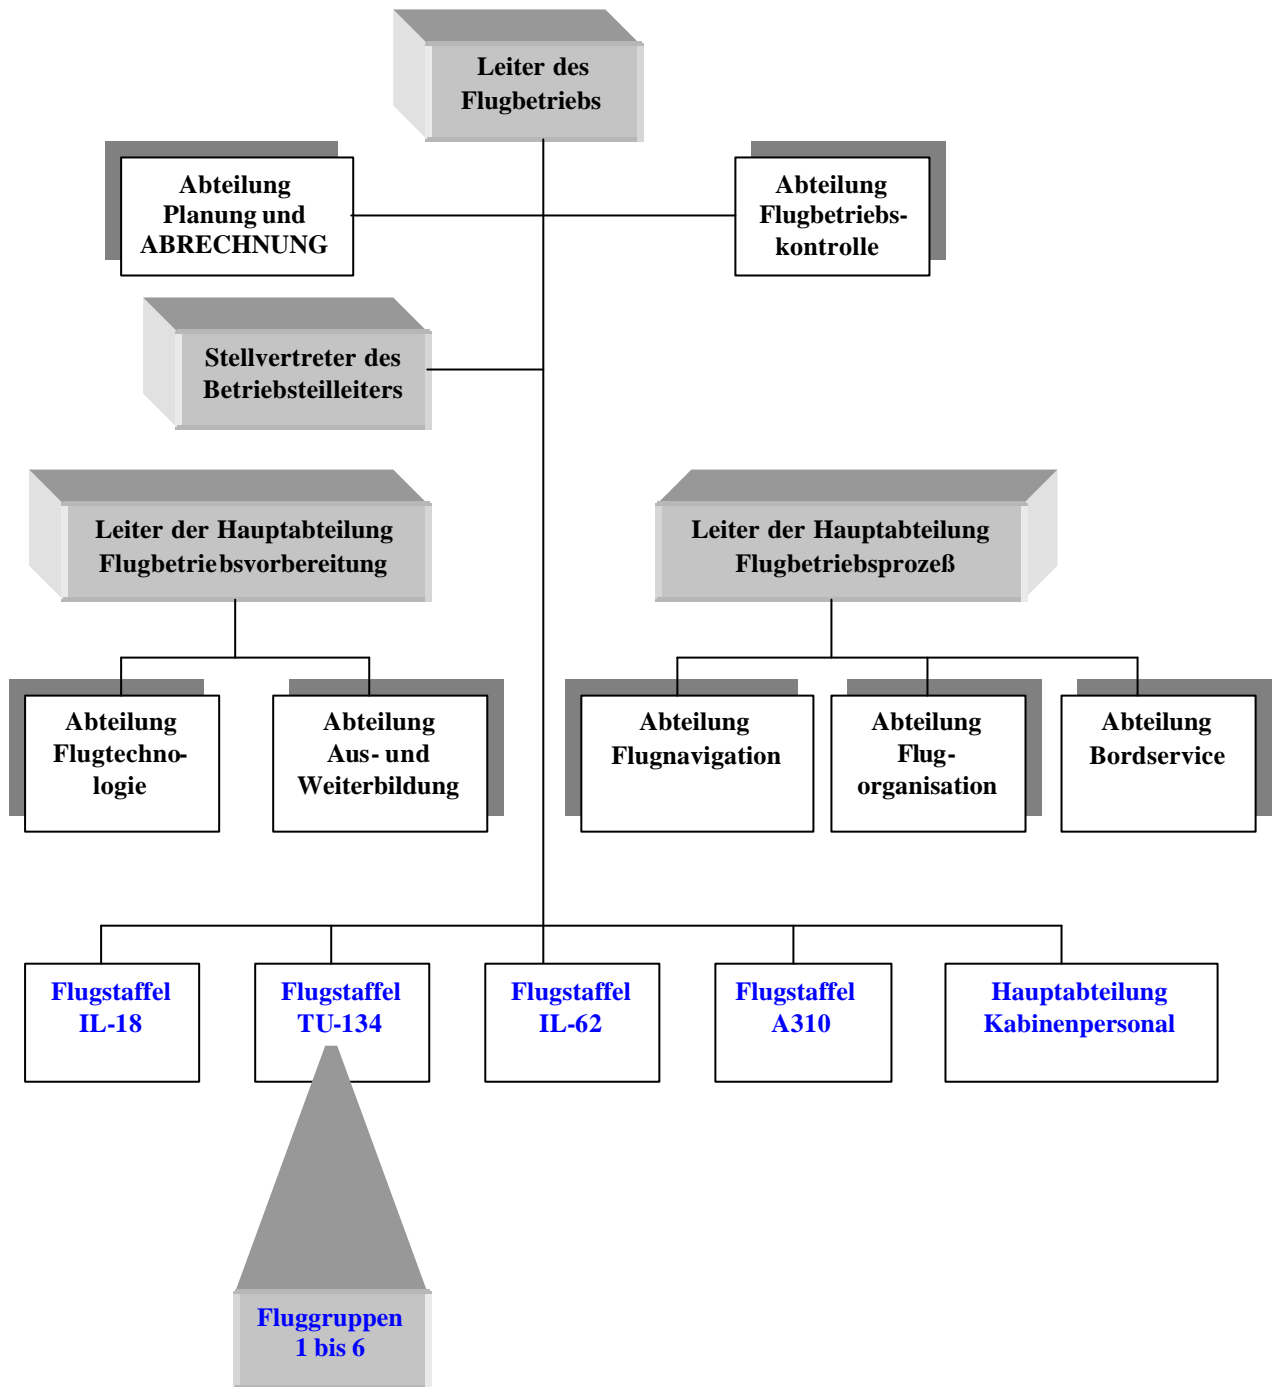 Leiter des
Flugbetriebs
Abteilung
Planung und
ABRECHNUNG
Abteilung
Flugbetriebs-
kontrolle
Stellvertreter des
Betriebsteilleiters
Leiter der Hauptabteilung
Flugbetriebsvorbereitung
Leiter der Hauptabteilung
Flugbetriebsprozeß
Abteilung
Flugtechno-
logie
Abteilung
Aus- und
Weiterbildung
Abteilung
Flugnavigation
Abteilung
Flug-
organisation
Abteilung
Bordservice
Flugstaffel
IL-18
Flugstaffel
TU-134
Flugstaffel
IL-62
Flugstaffel
A310
Hauptabteilung
Kabinenpersonal
Fluggruppen
1 bis 6